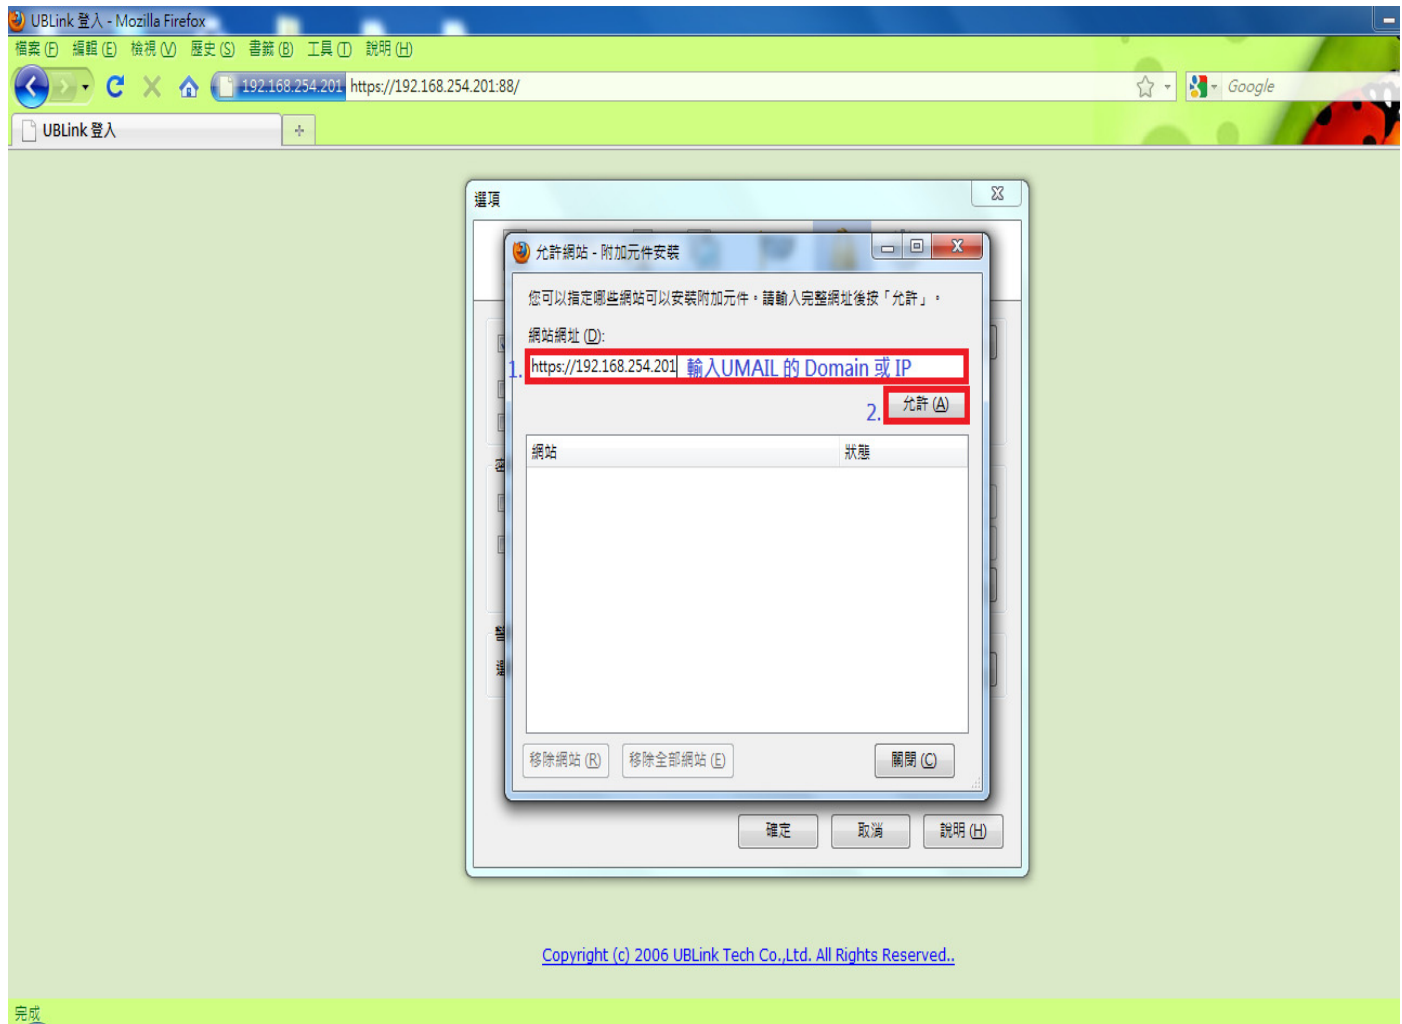 UBLink 登入 - Mozilla Firefox
檔案(F) 編輯(E) 檢視(V) 歷史(S) 書籤(B) 工具(T) 說明(H)
192.168.254.201 https://192.168.254.201:88/
Google
UBLink 登入
選項
允許網站 - 附加元件安裝
您可以指定哪些網站可以安裝附加元件。請輸入完整網址後按「允許」。
網站網址(D):
1. https://192.168.254.201 輸入UMAIL 的 Domain 或 IP
2. 允許(A)
網站 狀態
密
選
移除網站(R) 移除全部網站(E) 關閉(C)
確定 取消 說明(H)
Copyright (c) 2006 UBLink Tech Co.,Ltd. All Rights Reserved..
完成